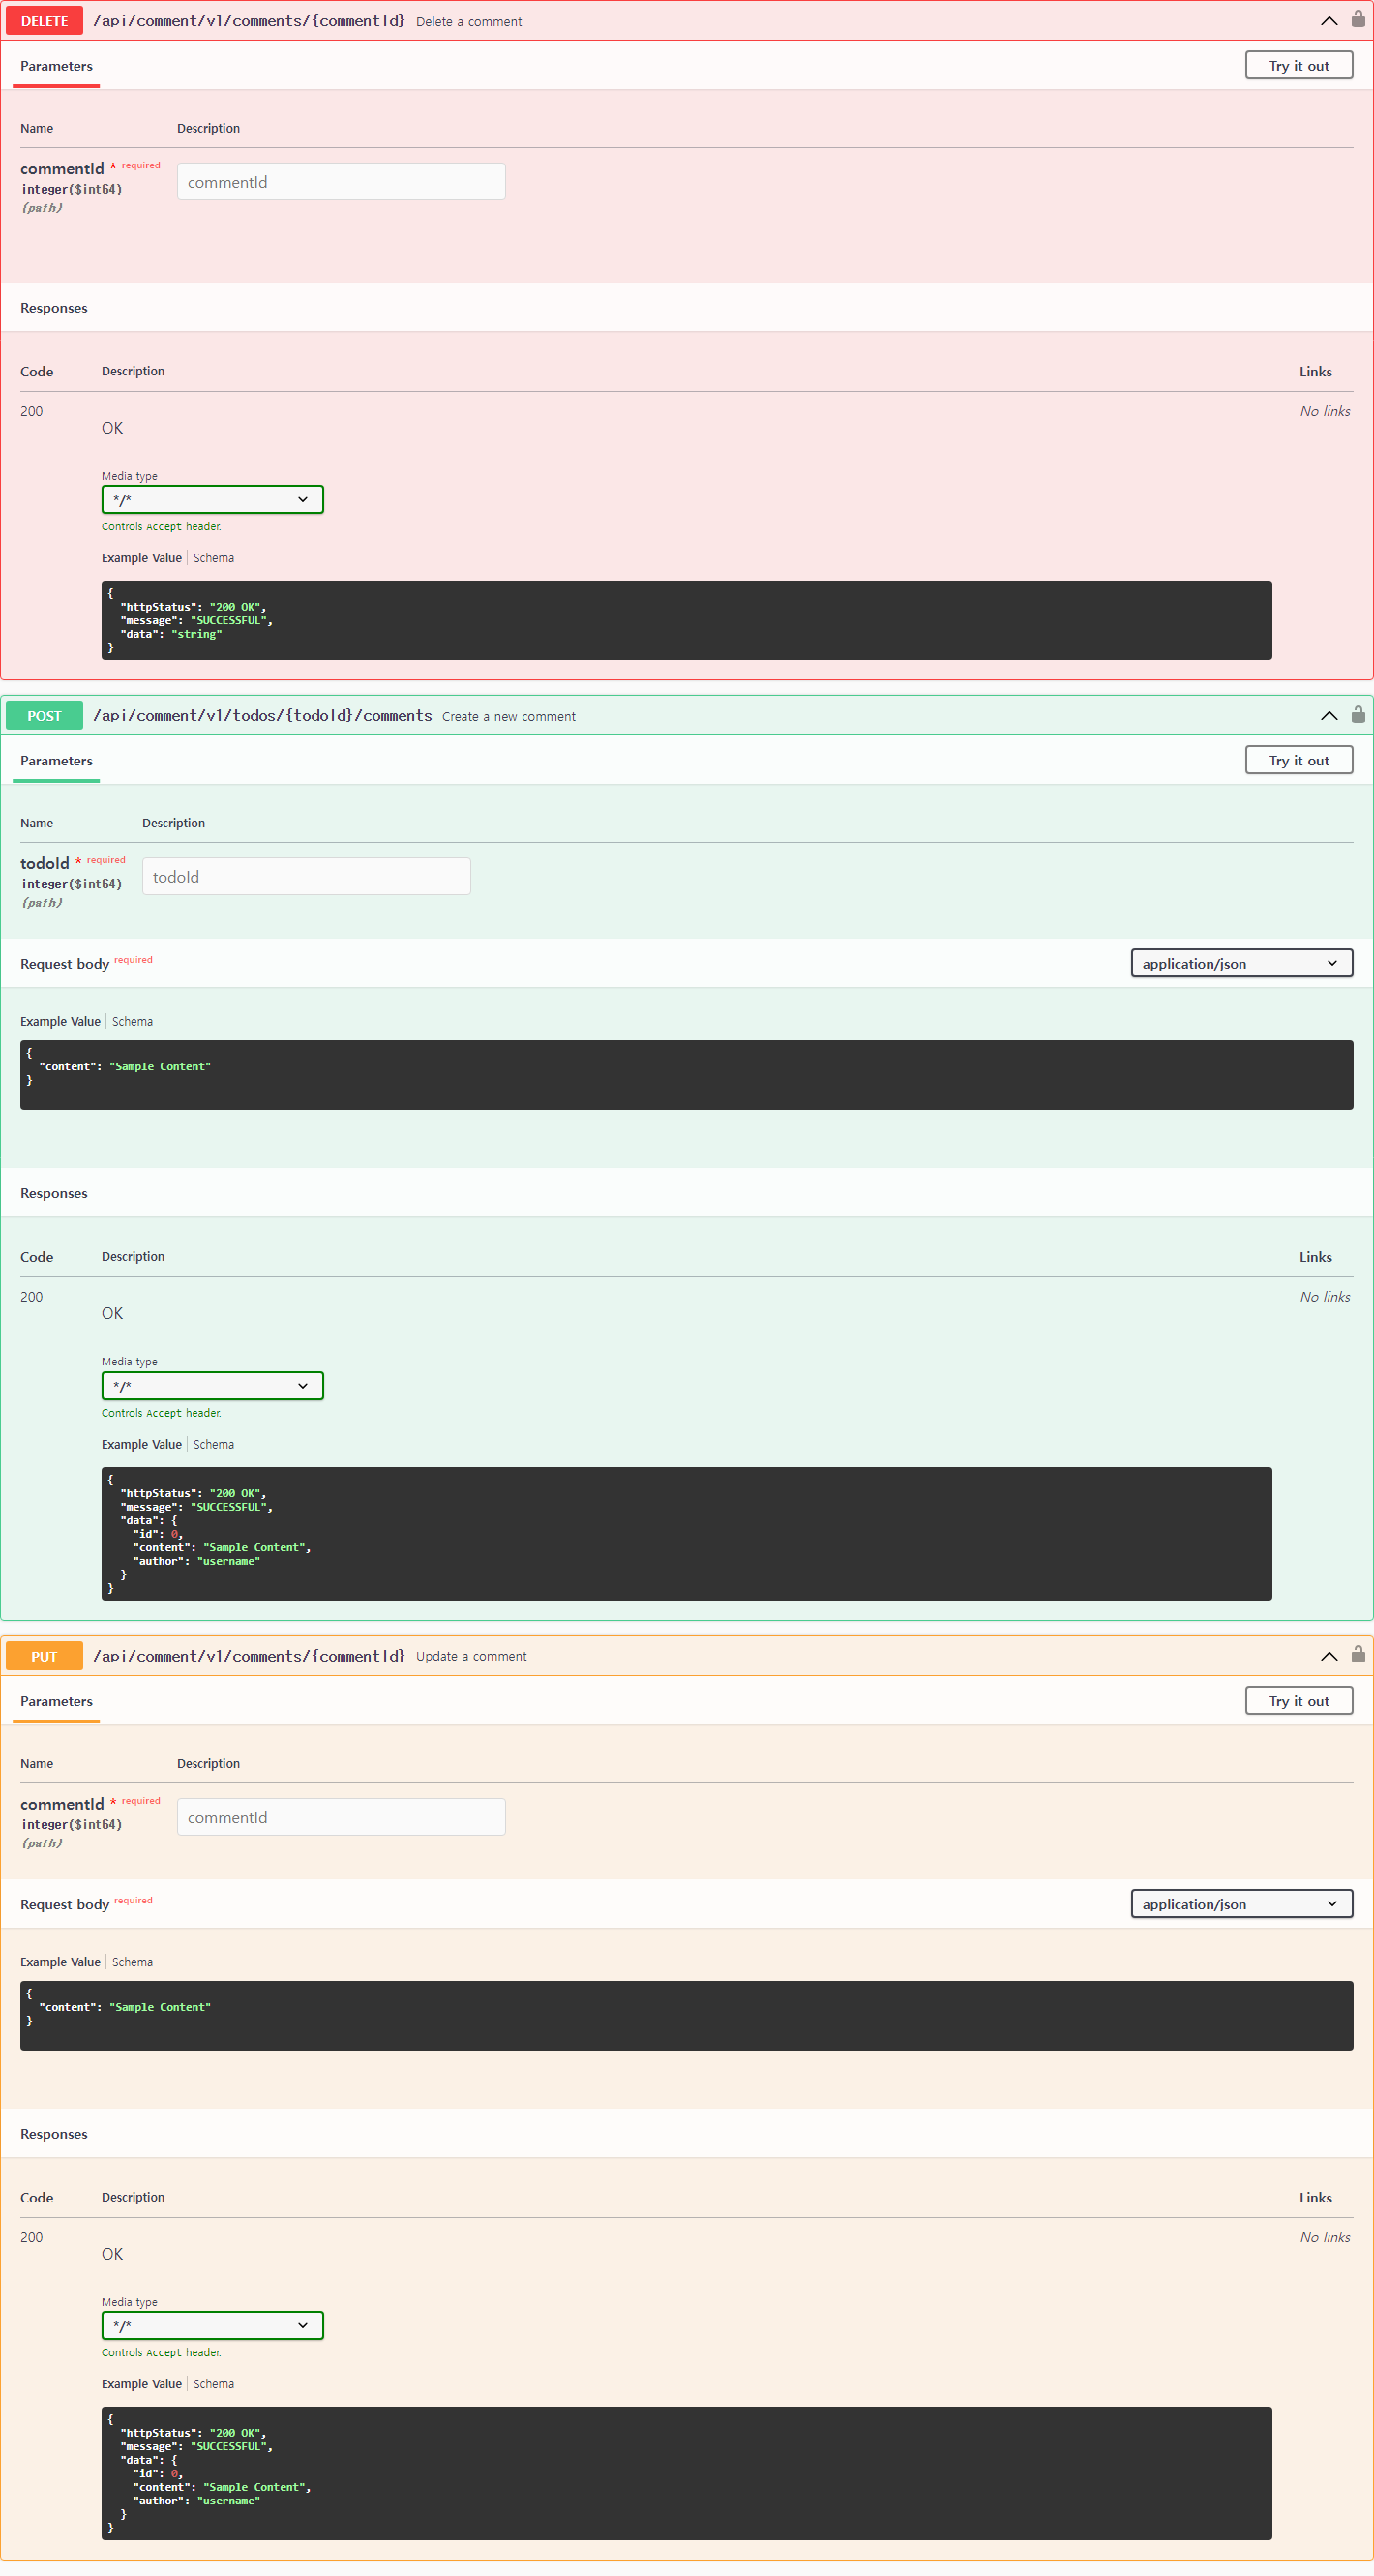 DELETE /api/comment/v1/comments/{commentId} Delete a comment
Parameters
Try it out
Name Description
commentId * required
integer($int64)
(path)
commentId
Responses
Code Description Links
200 No links
OK
Media type
*/*
Controls Accept header.
Example Value Schema
{
"httpStatus": "200 OK",
"message": "SUCCESSFUL",
"data": "string"
}
POST /api/comment/v1/todos/{todoId}/comments Create a new comment
Parameters
Try it out
Name Description
todoId * required
integer($int64)
(path)
todoId
Request body required
application/json
Example Value Schema
{
"content": "Sample Content"
}
Responses
Code Description Links
200 No links
OK
Media type
*/*
Controls Accept header.
Example Value Schema
{
"httpStatus": "200 OK",
"message": "SUCCESSFUL",
"data": {
"id": 0,
"content": "Sample Content",
"author": "username"
}
}
PUT /api/comment/v1/comments/{commentId} Update a comment
Parameters
Try it out
Name Description
commentId * required
integer($int64)
(path)
commentId
Request body required
application/json
Example Value Schema
{
"content": "Sample Content"
}
Responses
Code Description Links
200 No links
OK
Media type
*/*
Controls Accept header.
Example Value Schema
{
"httpStatus": "200 OK",
"message": "SUCCESSFUL",
"data": {
"id": 0,
"content": "Sample Content",
"author": "username"
}
}